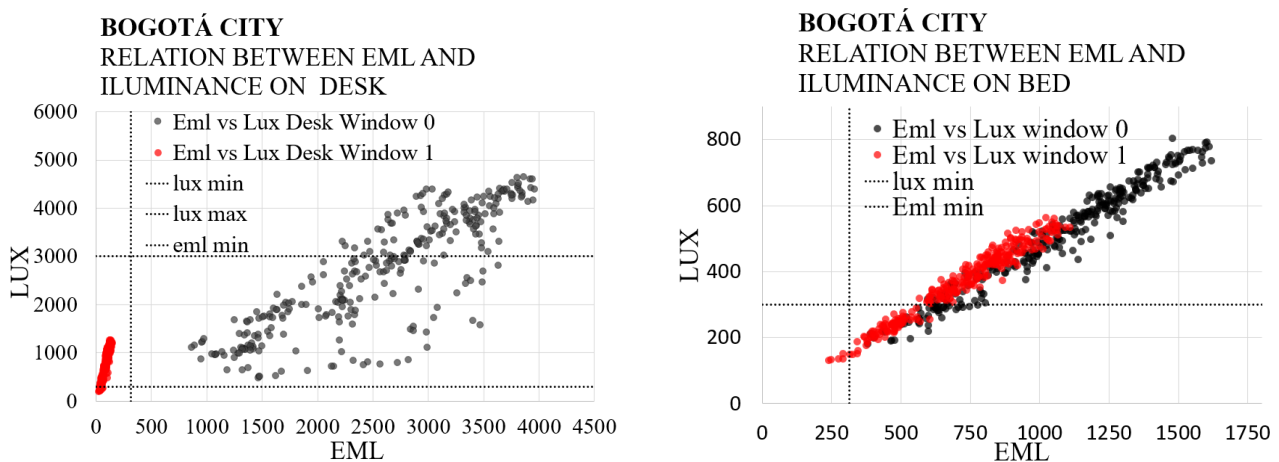 BOGOTÁ CITY
RELATION BETWEEN EML AND
ILUMINANCE ON DESK
6000
5000
4000
3000
2000
1000
0
LUX
Eml vs Lux Desk Window 0
Eml vs Lux Desk Window 1
lux min
lux max
eml min
0 500 1000 1500 2000 2500 3000 3500 4000 4500
EML
BOGOTÁ CITY
RELATION BETWEEN EML AND
ILUMINANCE ON BED
800
600
400
200
0
LUX
Eml vs Lux window 0
Eml vs Lux window 1
lux min
Eml min
0 250 500 750 1000 1250 1500 1750
EML